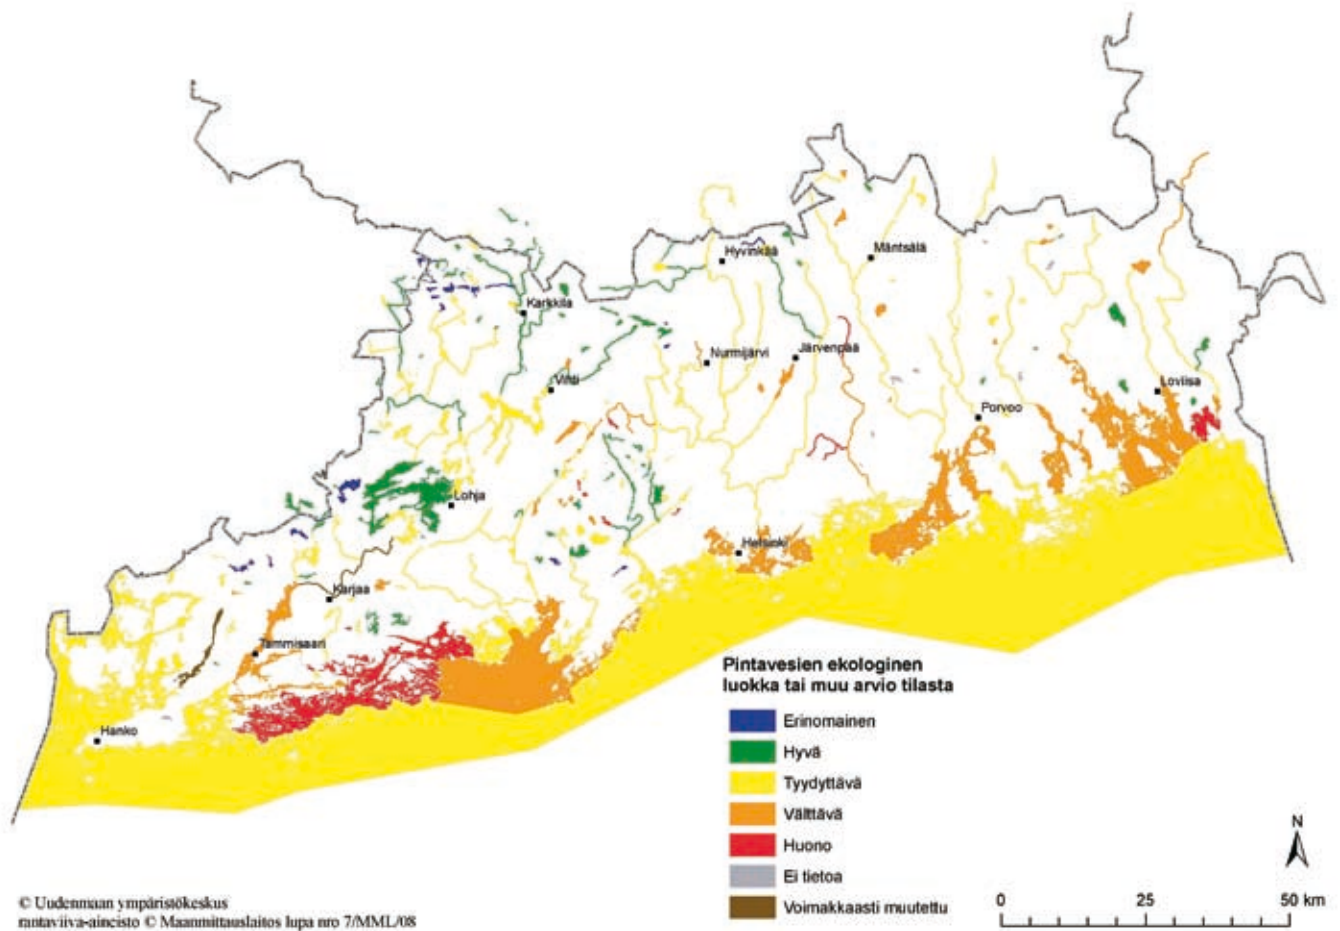 Hyvinkää
Mäntsälä
Karkkila
Nurmijärvi
Järvenpää
Vihti
Loviisa
Porvoo
Lohja
Helsinki
Karjaa
Tammisaari
Hanko
Pintavesien ekologinen
luokka tai muu arvio tilasta
Erinomainen
Hyvä
Tyydyttävä
Välttävä
Huono
Ei tietoa
Voimakkaasti muutettu
N
0 25 50 km
© Uudenmaan ympäristökeskus
rantaviiva-aineisto © Maanmittauslaitos lupa nro 7/MML/08